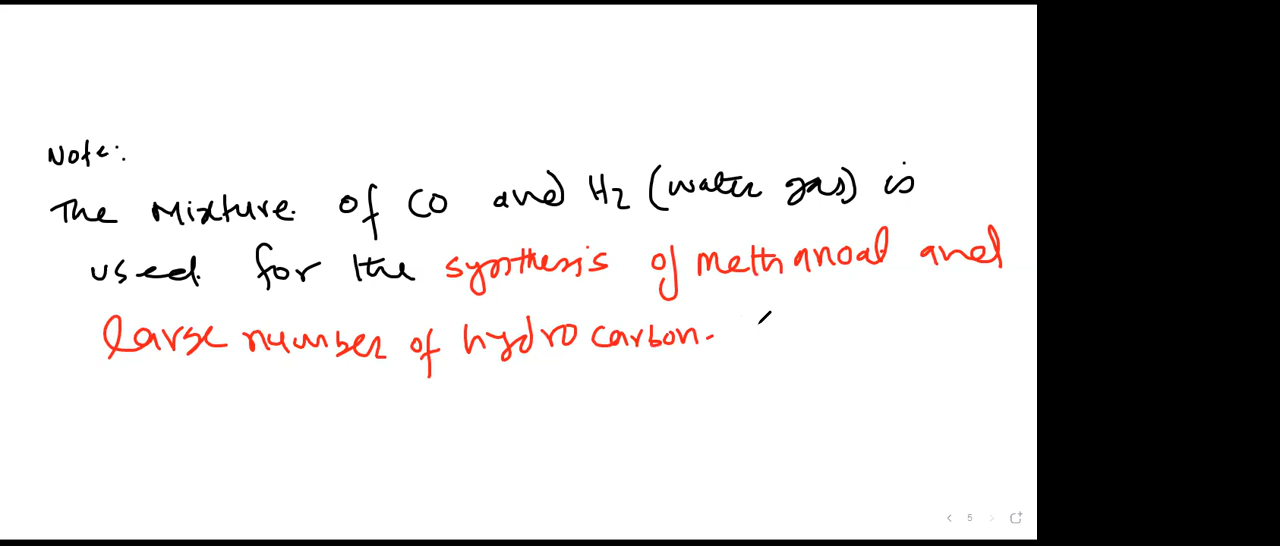 Note:
The Mixture of CO and H2 (water gas) is
used for the synthesis of methanoal and
large number of hydrocarbon.
5